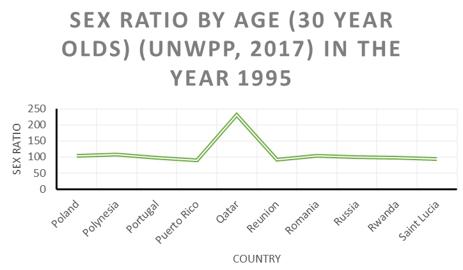 SEX RATIO BY AGE (30 YEAR
OLDS) (UNWPP, 2017) IN THE
YEAR 1995
250
200
150
100
50
0
SEX RATIO
Poland
Polynesia
Portugal
Puerto Rico
Qatar
Reunion
Romania
Russia
Rwanda
Saint Lucia
COUNTRY